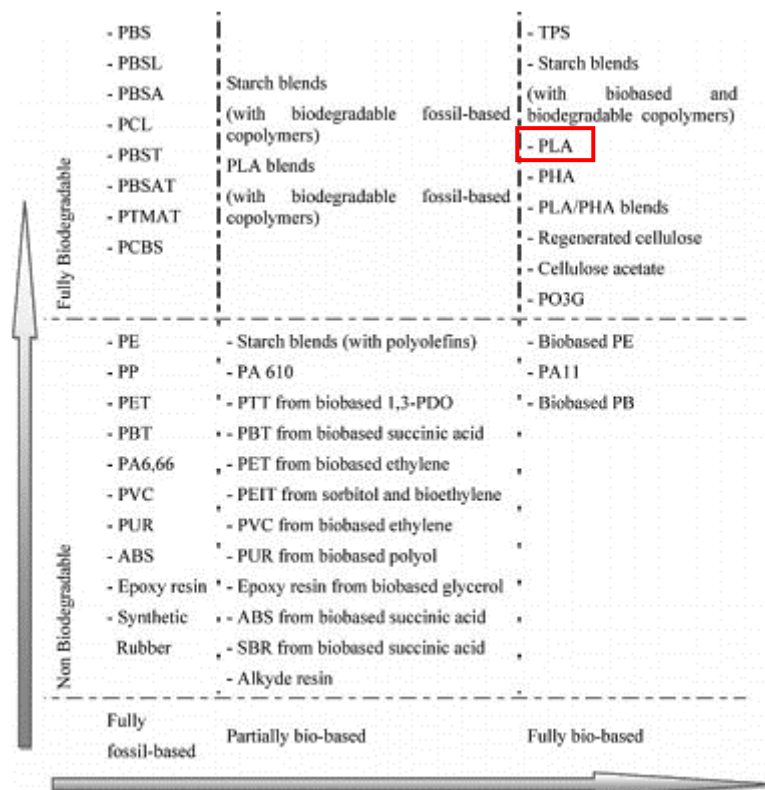 Fully Biodegradable
- PBS
- PBSL
- PBSA
- PCL
- PBST
- PBSAT
- PTMAT
- PCBS
Starch blends
(with biodegradable fossil-based
copolymers)
PLA blends
(with biodegradable fossil-based
copolymers)
- TPS
- Starch blends
(with biobased and
biodegradable copolymers)
- PLA
- PHA
- PLA/PHA blends
- Regenerated cellulose
- Cellulose acetate
- PO3G
Non Biodegradable
- PE
- PP
- PET
- PBT
- PA6,66
- PVC
- PUR
- ABS
- Epoxy resin
- Synthetic
Rubber
- Starch blends (with polyolefins)
- PA 610
- PTT from biobased 1,3-PDO
- PBT from biobased succinic acid
- PET from biobased ethylene
- PEIT from sorbitol and bioethylene
- PVC from biobased ethylene
- PUR from biobased polyol
- Epoxy resin from biobased glycerol
- ABS from biobased succinic acid
- SBR from biobased succinic acid
- Alkyde resin
- Biobased PE
- PA11
- Biobased PB
Fully
fossil-based
Partially bio-based
Fully bio-based